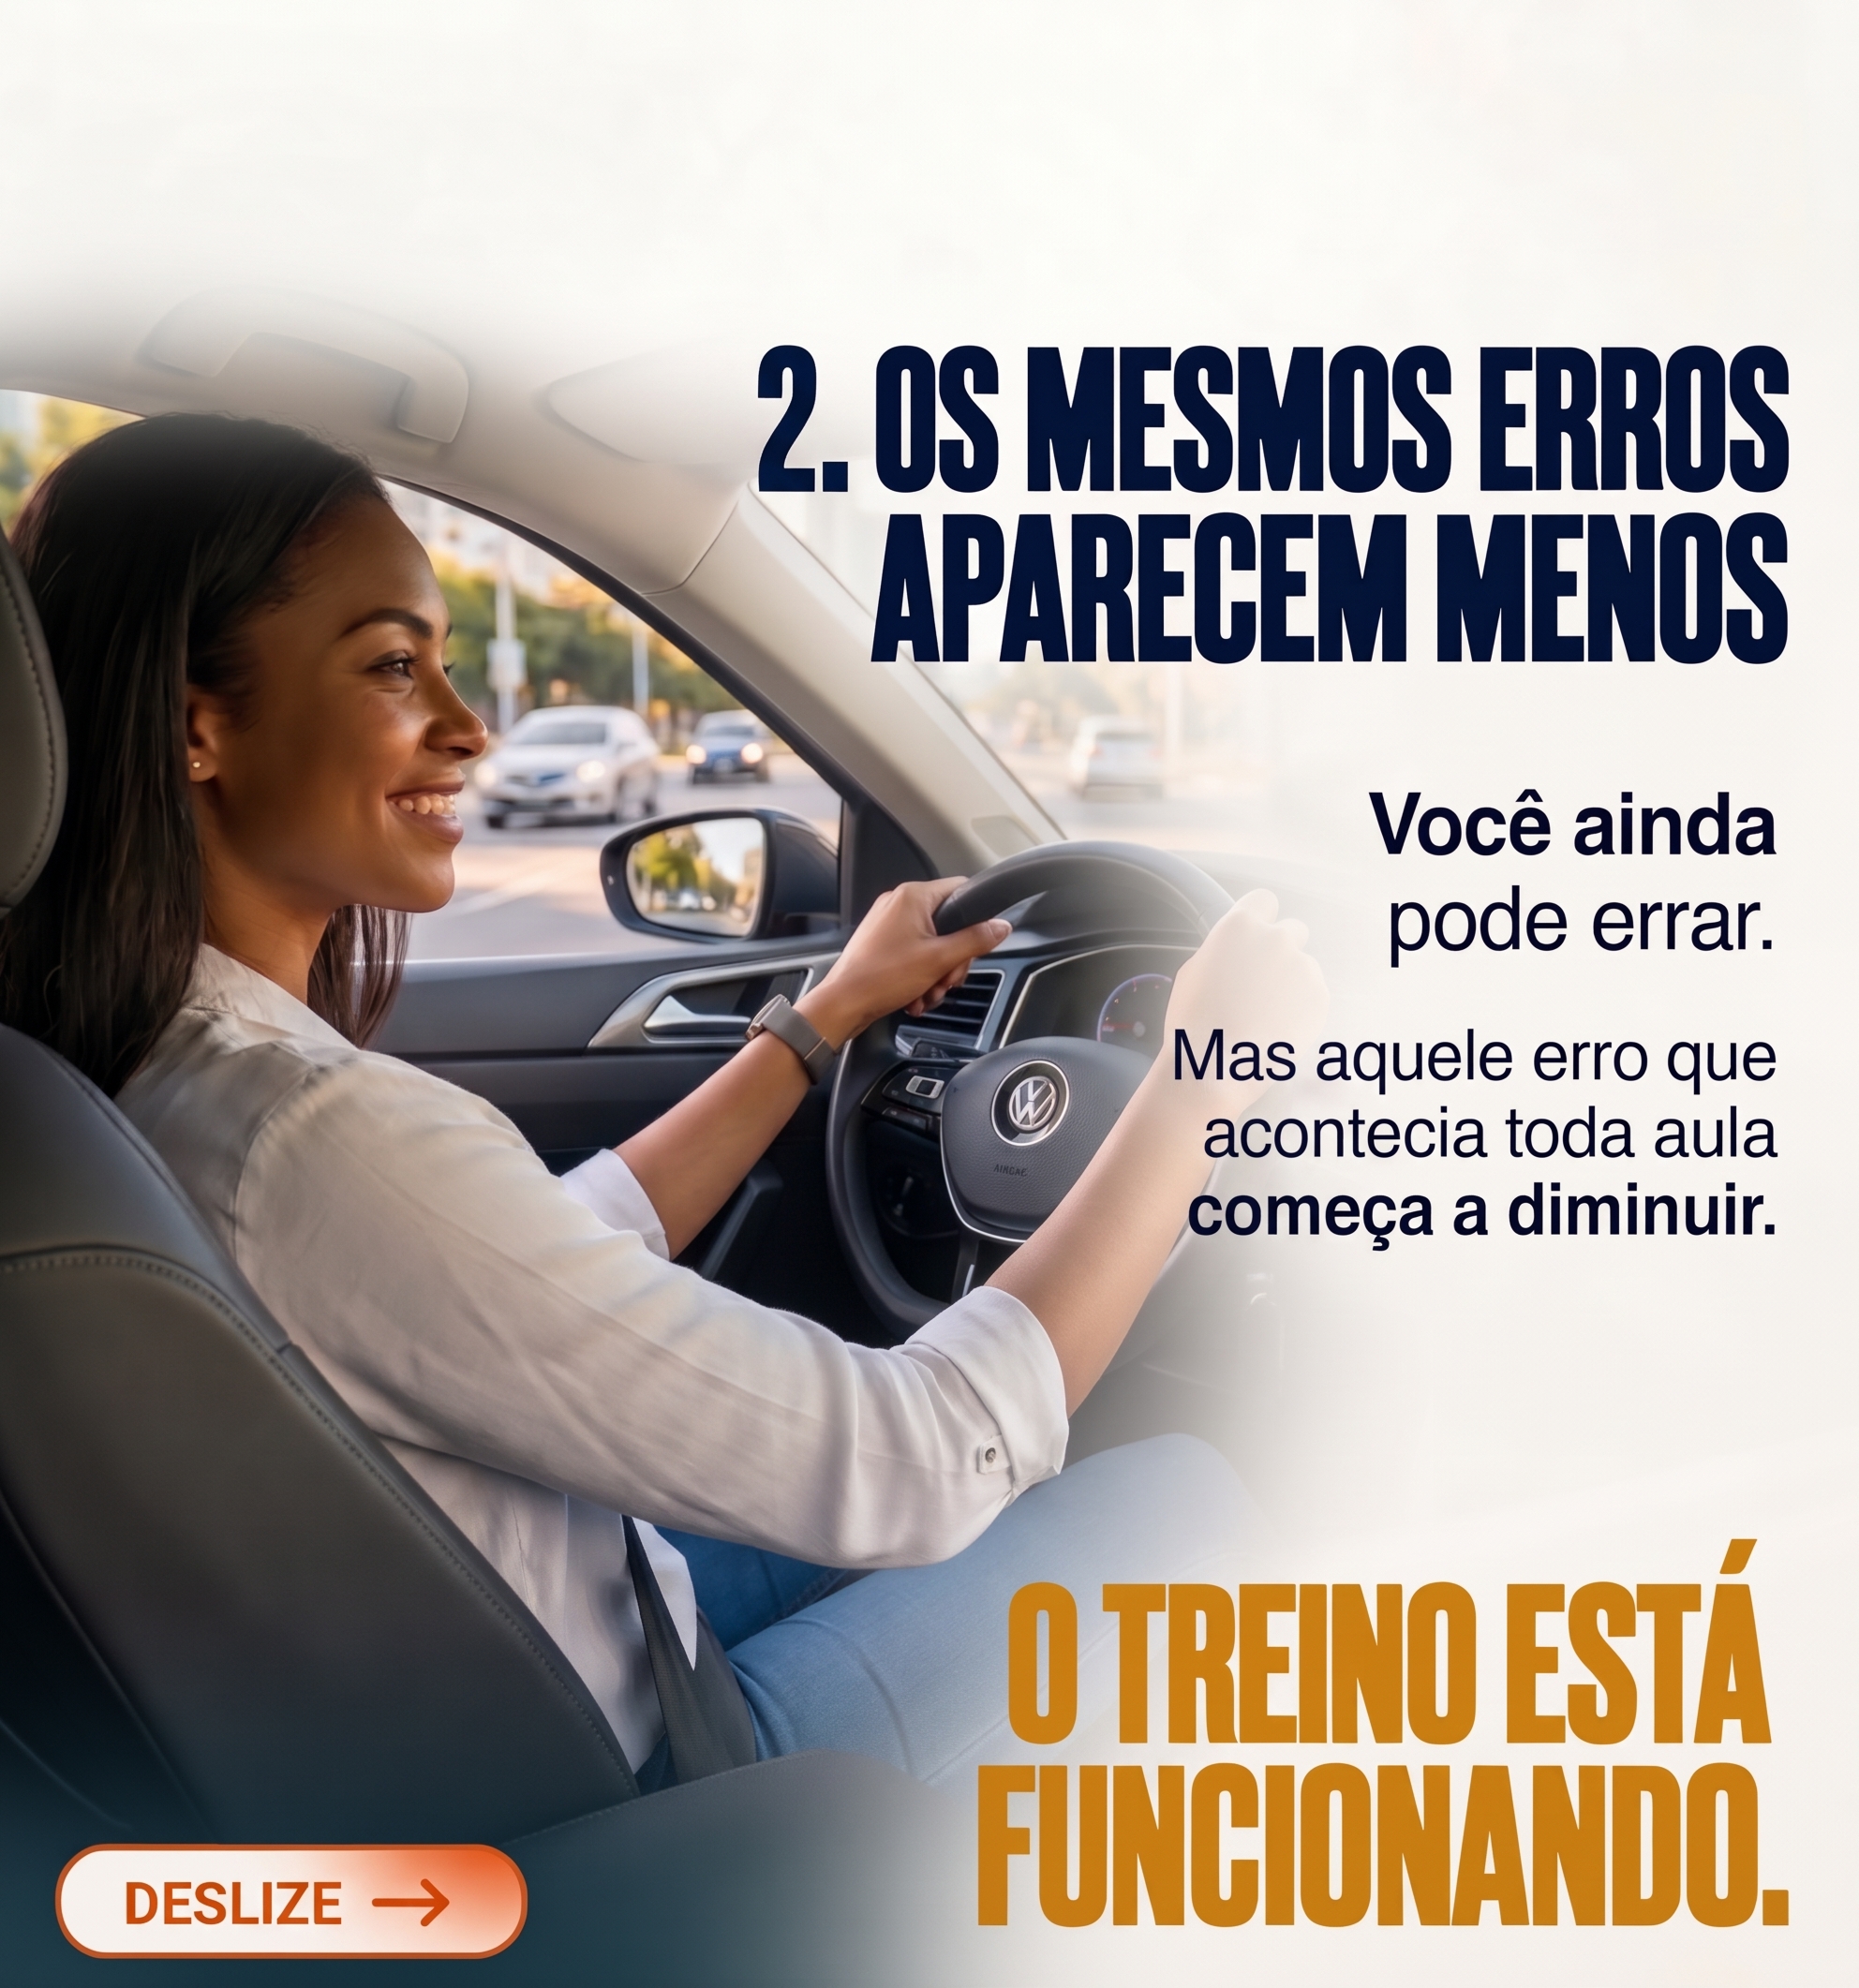 2. OS MESMOS ERROS
APARECEM MENOS
Você ainda
pode errar.
Mas aquele erro que
acontecia toda aula
começa a diminuir.
AIRBAG
O TREINO ESTÁ
FUNCIONANDO.
DESLIZE